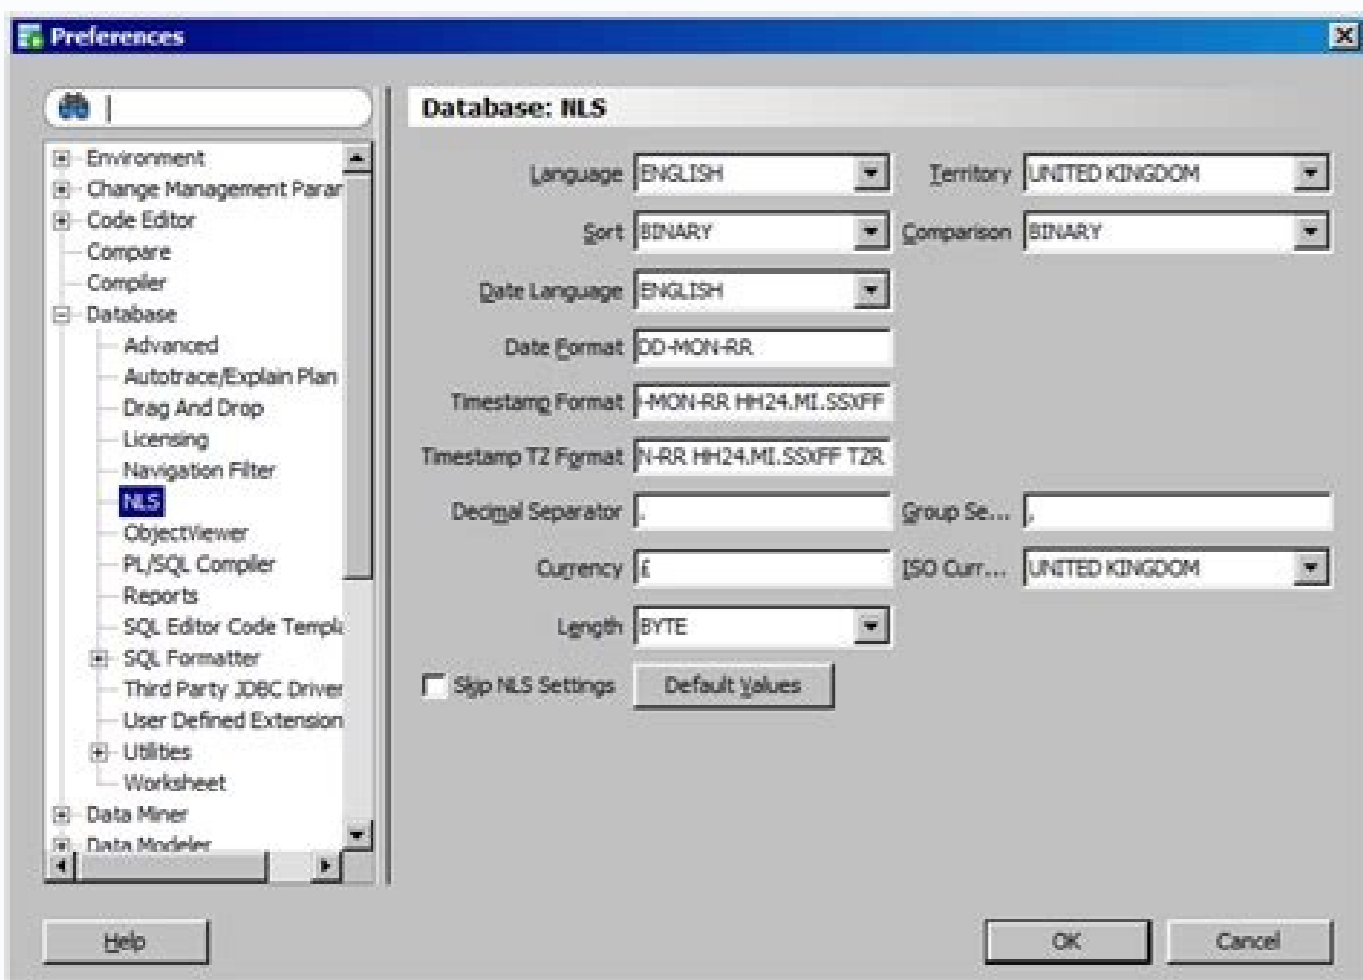 Preferences
Environment
Change Management Parar
Code Editor
Compare
Compiler
Database
Advanced
Autotrace/Explain Plan
Drag And Drop
Licensing
Navigation Filter
NLS
ObjectViewer
PL/SQL Compiler
Reports
SQL Editor Code Templa
SQL Formatter
Third Party JDBC Driver
User Defined Extension
Utilities
Worksheet
Data Miner
Data Modeler
Database: NLS
Language ENGLISH Territory UNITED KINGDOM
Sort BINARY Comparison BINARY
Date Language ENGLISH
Date Format DD-MON-RR
Timestamp Format -MON-RR HH24.MI.SSXFF
Timestamp TZ Format N-RR HH24.MI.SSXFF TZR
Decimal Separator . Group Se... ,
Currency £ ISO Curr... UNITED KINGDOM
Length BYTE
Skip NLS Settings Default Values
Help OK Cancel